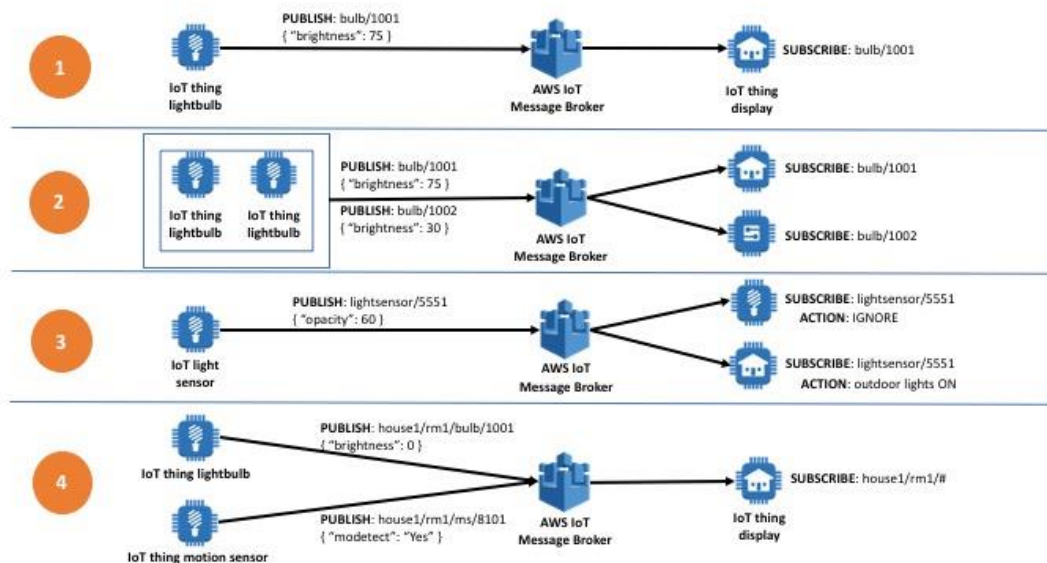 1
PUBLISH: bulb/1001
{ "brightness": 75 }
IoT thing
lightbulb
AWS IoT
Message Broker
IoT thing
display
SUBSCRIBE: bulb/1001
2
IoT thing
lightbulb
IoT thing
lightbulb
PUBLISH: bulb/1001
{ "brightness": 75 }
PUBLISH: bulb/1002
{ "brightness": 30 }
AWS IoT
Message Broker
SUBSCRIBE: bulb/1001
SUBSCRIBE: bulb/1002
3
IoT light
sensor
PUBLISH: lightsensor/5551
{ "opacity": 60 }
AWS IoT
Message Broker
SUBSCRIBE: lightsensor/5551
ACTION: IGNORE
SUBSCRIBE: lightsensor/5551
ACTION: outdoor lights ON
4
IoT thing lightbulb
PUBLISH: house1/rm1/bulb/1001
{ "brightness": 0 }
IoT thing motion sensor
PUBLISH: house1/rm1/ms/8101
{ "modetect": "Yes" }
AWS IoT
Message Broker
IoT thing
display
SUBSCRIBE: house1/rm1/#